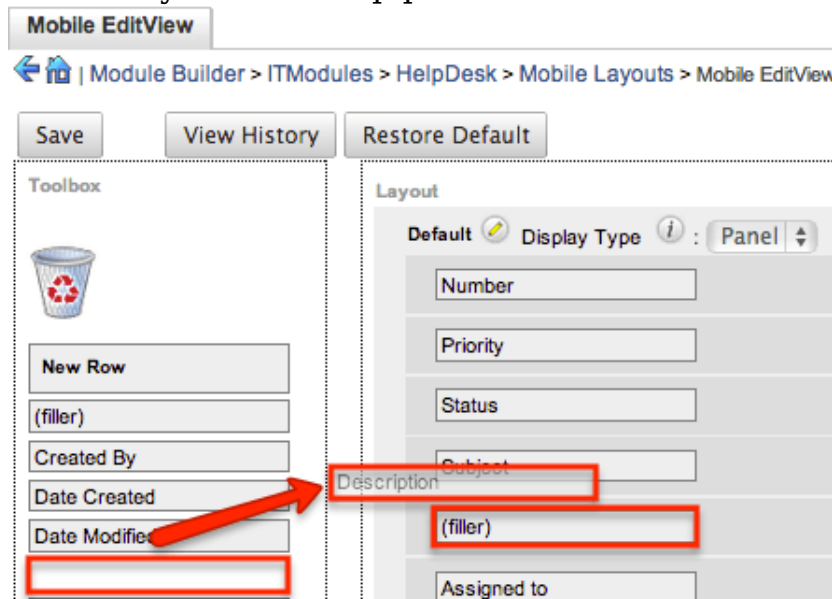 Mobile EditView
| Module Builder > ITModules > HelpDesk > Mobile Layouts > Mobile EditView
Save View History Restore Default
Toolbox
New Row
(filler)
Created By
Date Created
Date Modified
Layout
Default Display Type i : Panel
Number
Priority
Status
Subject
Description
(filler)
Assigned to